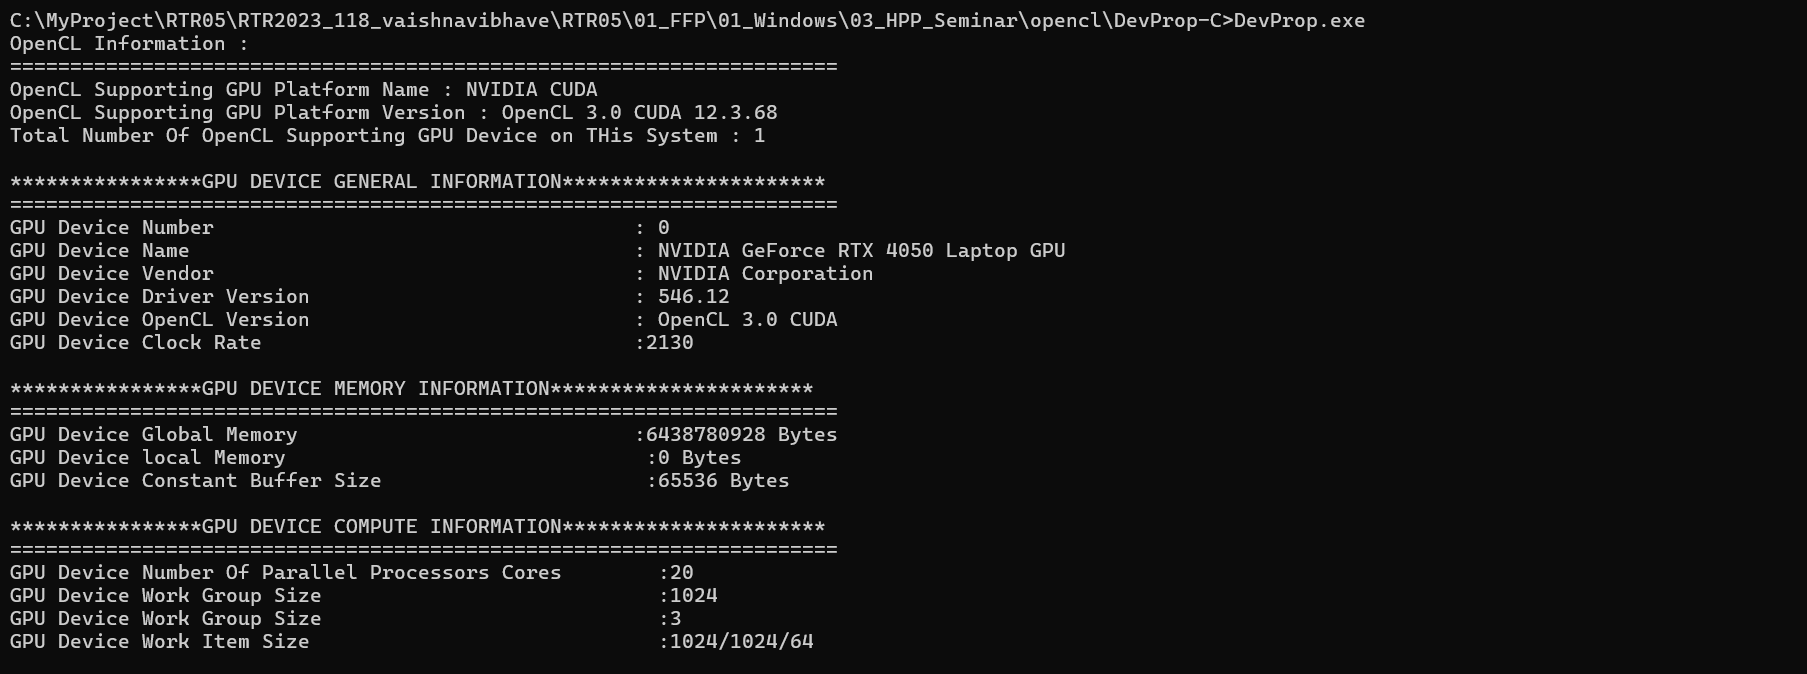 C:\MyProject\RTR05\RTR2023_118_vaishnavibhave\RTR05\01_FFP\01_Windows\03_HPP_Seminar\opencl\DevProp-C>DevProp.exe
OpenCL Information :
=====================================================================
OpenCL Supporting GPU Platform Name : NVIDIA CUDA
OpenCL Supporting GPU Platform Version : OpenCL 3.0 CUDA 12.3.68
Total Number Of OpenCL Supporting GPU Device on THis System : 1

****************GPU DEVICE GENERAL INFORMATION**********************
=====================================================================
GPU Device Number                                   : 0
GPU Device Name                                     : NVIDIA GeForce RTX 4050 Laptop GPU
GPU Device Vendor                                   : NVIDIA Corporation
GPU Device Driver Version                           : 546.12
GPU Device OpenCL Version                           : OpenCL 3.0 CUDA
GPU Device Clock Rate                               :2130

****************GPU DEVICE MEMORY INFORMATION**********************
=====================================================================
GPU Device Global Memory                            :6438780928 Bytes
GPU Device local Memory                              :0 Bytes
GPU Device Constant Buffer Size                      :65536 Bytes

****************GPU DEVICE COMPUTE INFORMATION**********************
=====================================================================
GPU Device Number Of Parallel Processors Cores        :20
GPU Device Work Group Size                            :1024
GPU Device Work Group Size                            :3
GPU Device Work Item Size                             :1024/1024/64